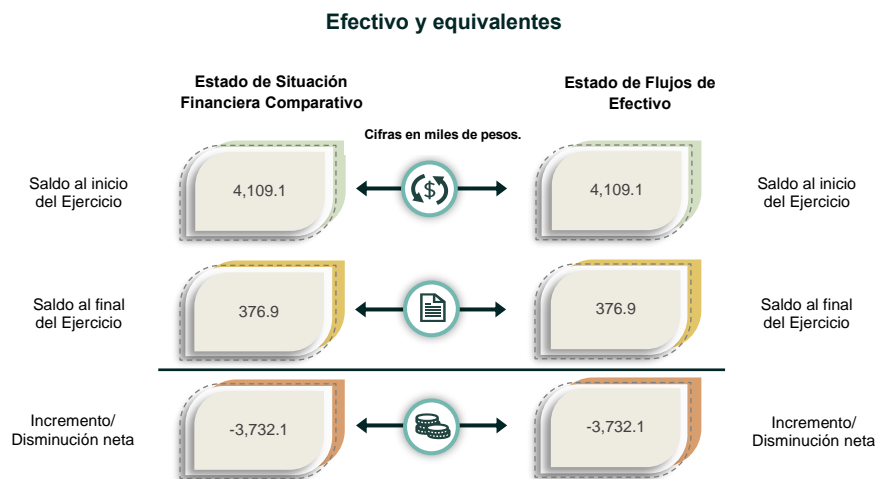 Efectivo y equivalentes
Estado de Situación
Financiera Comparativo
Estado de Flujos de
Efectivo
Cifras en miles de pesos.
Saldo al inicio
del Ejercicio
4,109.1
$
4,109.1
Saldo al inicio
del Ejercicio
Saldo al final
del Ejercicio
376.9
376.9
Saldo al final
del Ejercicio
Incremento/
Disminución neta
-3,732.1
-3,732.1
Incremento/
Disminución neta